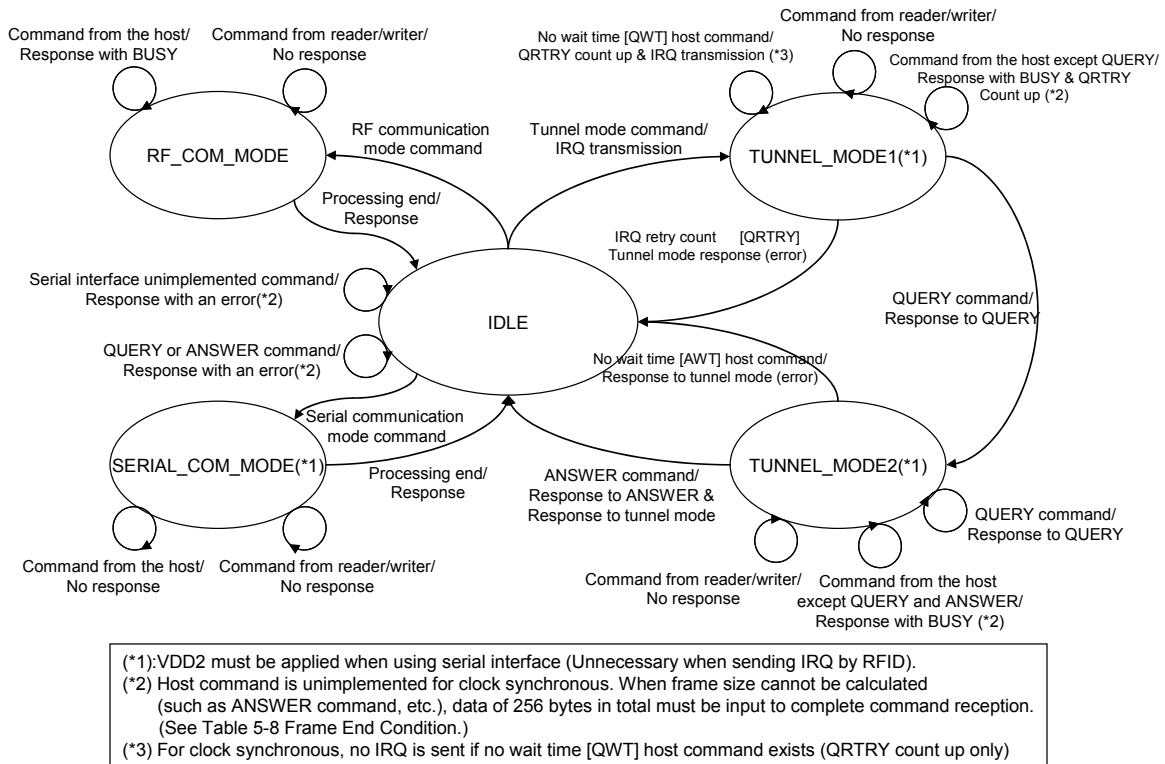 Command from the host/
Response with BUSY
Command from reader/writer/
No response
No wait time [QWT] host command/
QRTRY count up & IRQ transmission (*3)
Command from reader/writer/
No response
Command from the host except QUERY/
Response with BUSY & QRTRY
Count up (*2)
RF_COM_MODE
RF communication
mode command
Tunnel mode command/
IRQ transmission
TUNNEL_MODE1(*1)
Processing end/
Response
IRQ retry count [QRTRY]
Tunnel mode response (error)
Serial interface unimplemented command/
Response with an error(*2)
IDLE
QUERY command/
Response to QUERY
QUERY or ANSWER command/
Response with an error(*2)
No wait time [AWT] host command/
Response to tunnel mode (error)
Serial communication
mode command
SERIAL_COM_MODE(*1)
Processing end/
Response
ANSWER command/
Response to ANSWER &
Response to tunnel mode
TUNNEL_MODE2(*1)
QUERY command/
Response to QUERY
Command from the host/
No response
Command from reader/writer/
No response
Command from reader/writer/
No response
Command from the host
except QUERY and ANSWER/
Response with BUSY (*2)
(*1):VDD2 must be applied when using serial interface (Unnecessary when sending IRQ by RFID).
(*2) Host command is unimplemented for clock synchronous. When frame size cannot be calculated
(such as ANSWER command, etc.), data of 256 bytes in total must be input to complete command reception.
(See Table 5-8 Frame End Condition.)
(*3) For clock synchronous, no IRQ is sent if no wait time [QWT] host command exists (QRTRY count up only)